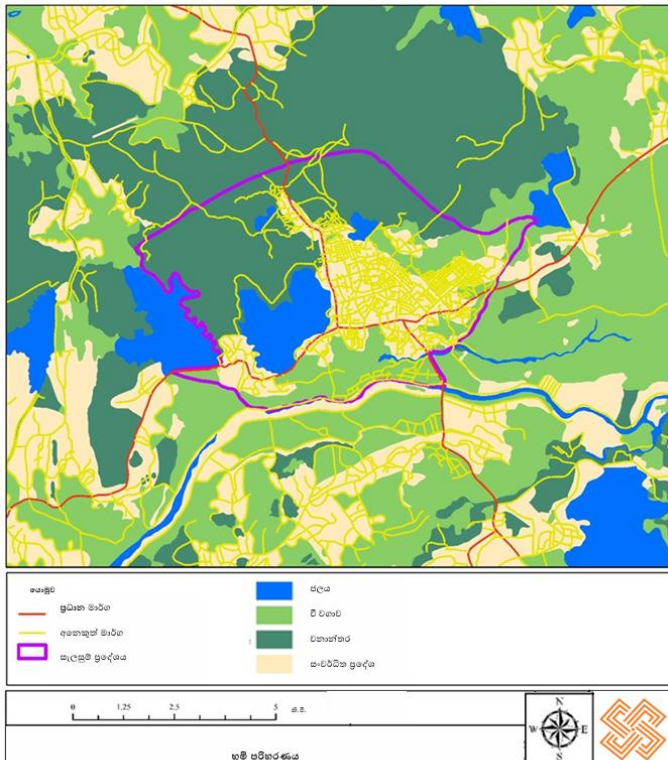 යොමුව
ප්‍රධාන මාර්ග
අනෙකුත් මාර්ග
සැලසුම් ප්‍රදේශය
ජලය
වී වගාව
වනාන්තර
සංවර්ධිත ප්‍රදේශ
0 1.25 2.5 5 කි.මී.
N
W E
S
භූමි පරිහරණය